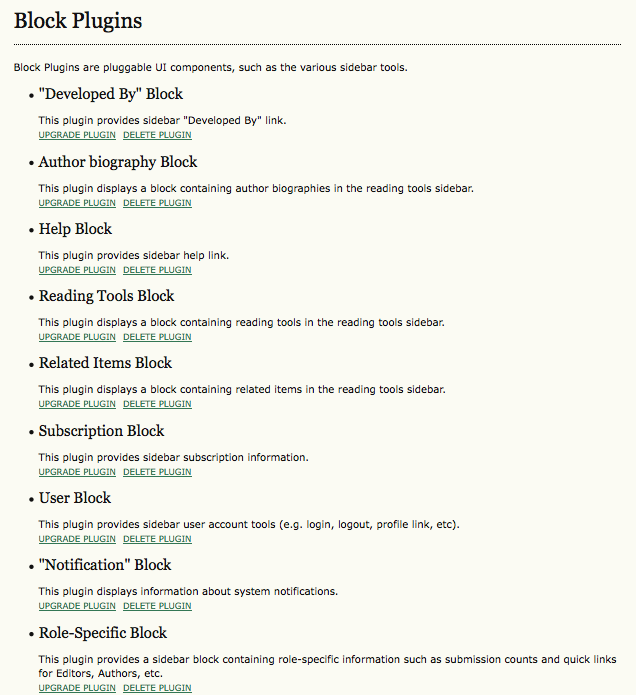 Block Plugins
Block Plugins are pluggable UI components, such as the various sidebar tools.
• "Developed By" Block
This plugin provides sidebar "Developed By" link.
UPGRADE PLUGIN DELETE PLUGIN
• Author biography Block
This plugin displays a block containing author biographies in the reading tools sidebar.
UPGRADE PLUGIN DELETE PLUGIN
• Help Block
This plugin provides sidebar help link.
UPGRADE PLUGIN DELETE PLUGIN
• Reading Tools Block
This plugin displays a block containing reading tools in the reading tools sidebar.
UPGRADE PLUGIN DELETE PLUGIN
• Related Items Block
This plugin displays a block containing related items in the reading tools sidebar.
UPGRADE PLUGIN DELETE PLUGIN
• Subscription Block
This plugin provides sidebar subscription information.
UPGRADE PLUGIN DELETE PLUGIN
• User Block
This plugin provides sidebar user account tools (e.g. login, logout, profile link, etc).
UPGRADE PLUGIN DELETE PLUGIN
• "Notification" Block
This plugin displays information about system notifications.
UPGRADE PLUGIN DELETE PLUGIN
• Role-Specific Block
This plugin provides a sidebar block containing role-specific information such as submission counts and quick links
for Editors, Authors, etc.
UPGRADE PLUGIN DELETE PLUGIN